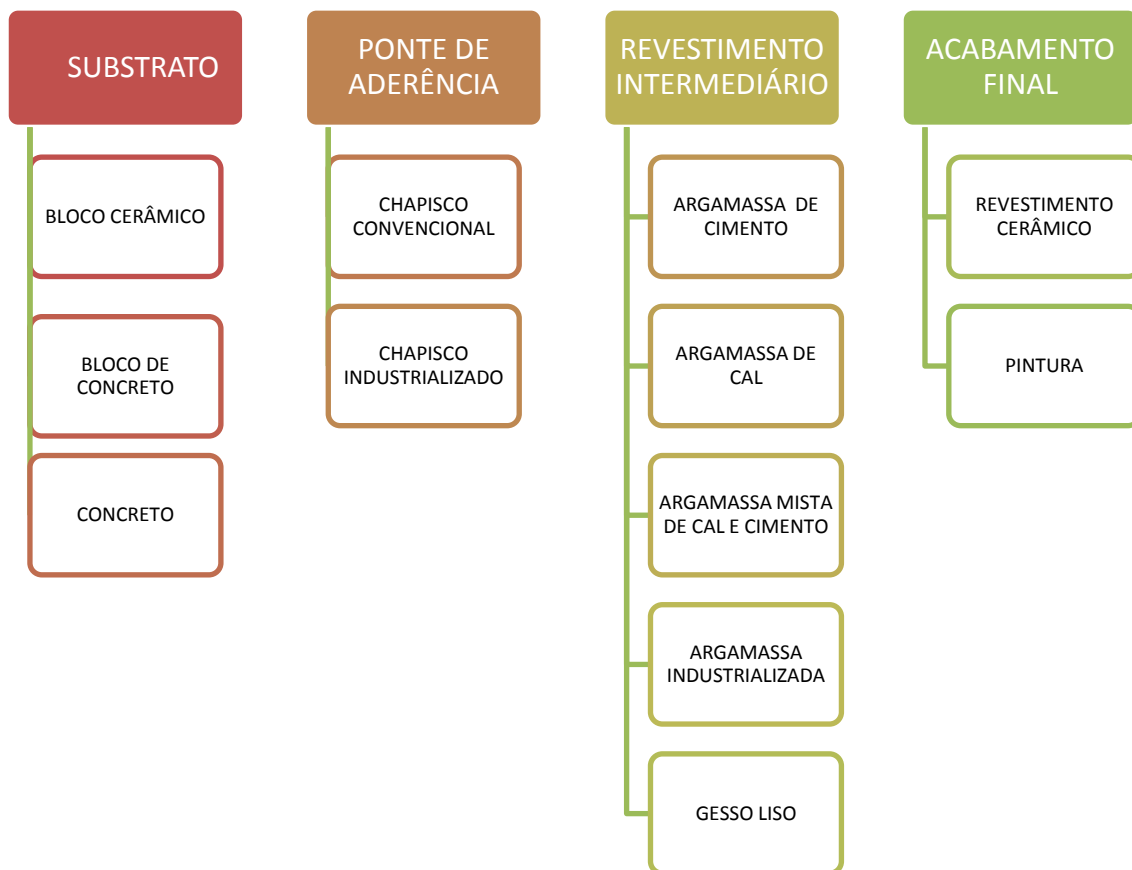 SUBSTRATO
BLOCO CERÂMICO
BLOCO DE
CONCRETO
CONCRETO
PONTE DE
ADERÊNCIA
CHAPISCO
CONVENCIONAL
CHAPISCO
INDUSTRIALIZADO
REVESTIMENTO
INTERMEDIÁRIO
ARGAMASSA DE
CIMENTO
ARGAMASSA DE
CAL
ARGAMASSA MISTA
DE CAL E CIMENTO
ARGAMASSA
INDUSTRIALIZADA
GESSO LISO
ACABAMENTO
FINAL
REVESTIMENTO
CERÂMICO
PINTURA